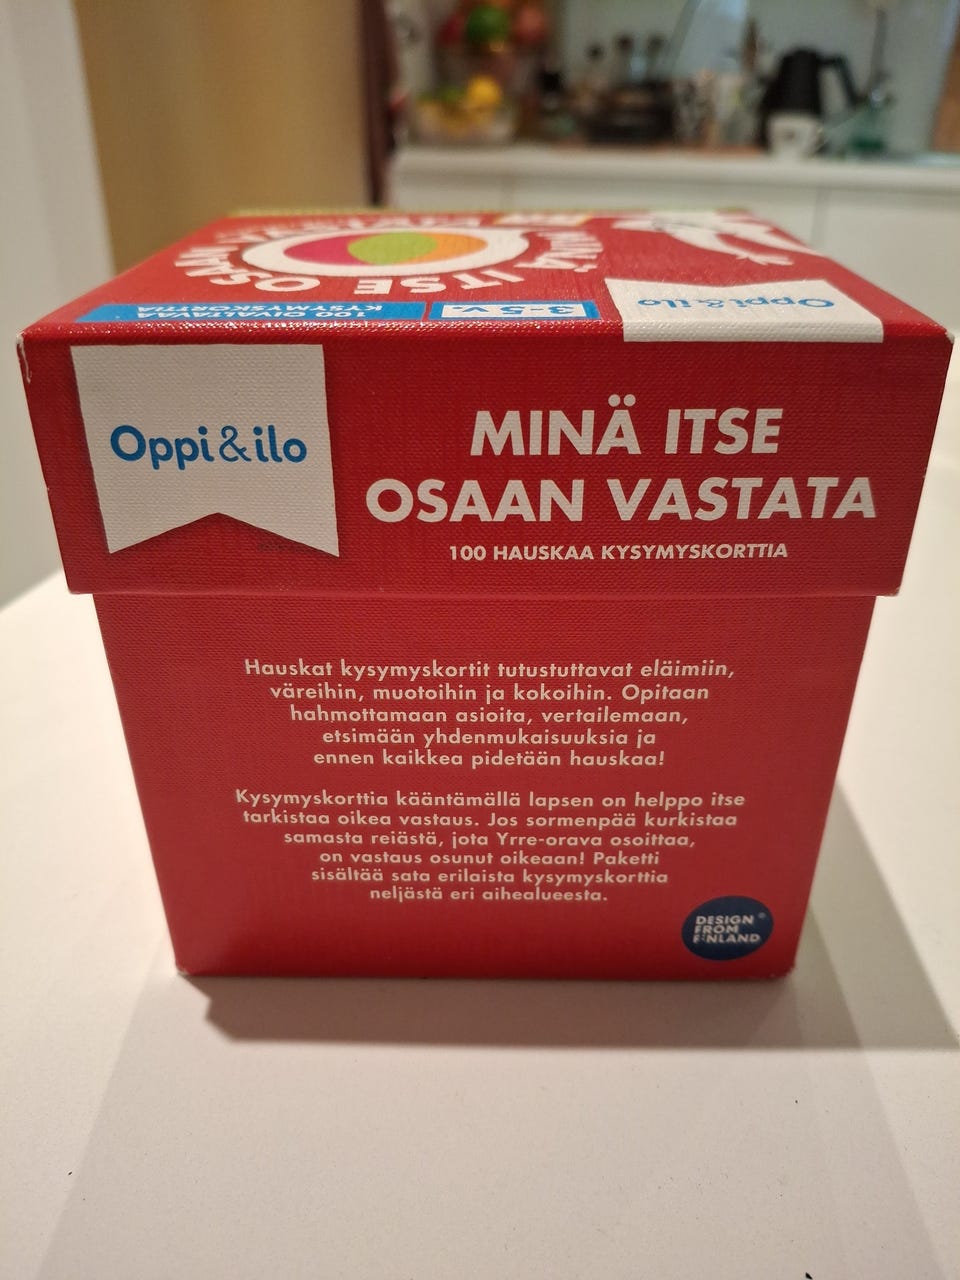 MINÄ ITSE OSAA
100 OIVALTAVAA
KYSYMYSKORTTIA
3-5 v.
Oppi&ilo
Oppi&ilo
MINÄ ITSE
OSAAN VASTATA
100 HAUSKAA KYSYMYSKORTTIA
Hauskat kysymyskortit tutustuttavat eläimiin,
väreihin, muotoihin ja kokoihin. Opitaan
hahmottamaan asioita, vertailemaan,
etsimään yhdenmukaisuuksia ja
ennen kaikkea pidetään hauskaa!
Kysymyskorttia kääntämällä lapsen on helppo itse
tarkistaa oikea vastaus. Jos sormenpää kurkistaa
samasta reiästä, jota Yrre-orava osoittaa,
on vastaus osunut oikeaan! Paketti
sisältää sata erilaista kysymyskorttia
neljästä eri aihealueesta.
DESIGN
FROM
FINLAND